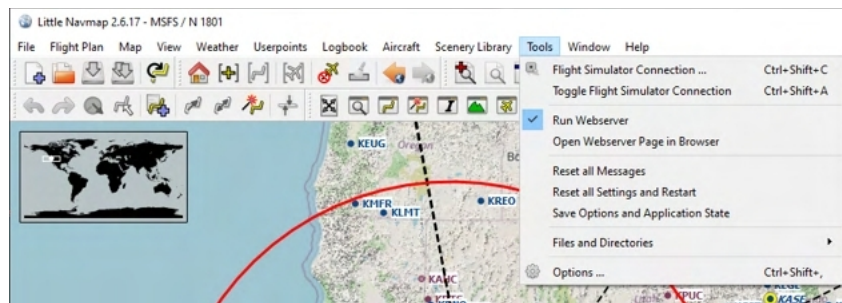 Little Navmap 2.6.17 - MSFS / N 1801
File Flight Plan Map View Weather Userpoints Logbook Aircraft Scenery Library Tools Window Help
Flight Simulator Connection ... Ctrl+Shift+C
Toggle Flight Simulator Connection Ctrl+Shift+A
Run Webserver
Open Webserver Page in Browser
Reset all Messages
Reset all Settings and Restart
Save Options and Application State
Files and Directories
Options ... Ctrl+Shift+,
KEUG Oregon
KMFR
KLMT
KREO
KPUC
KASE